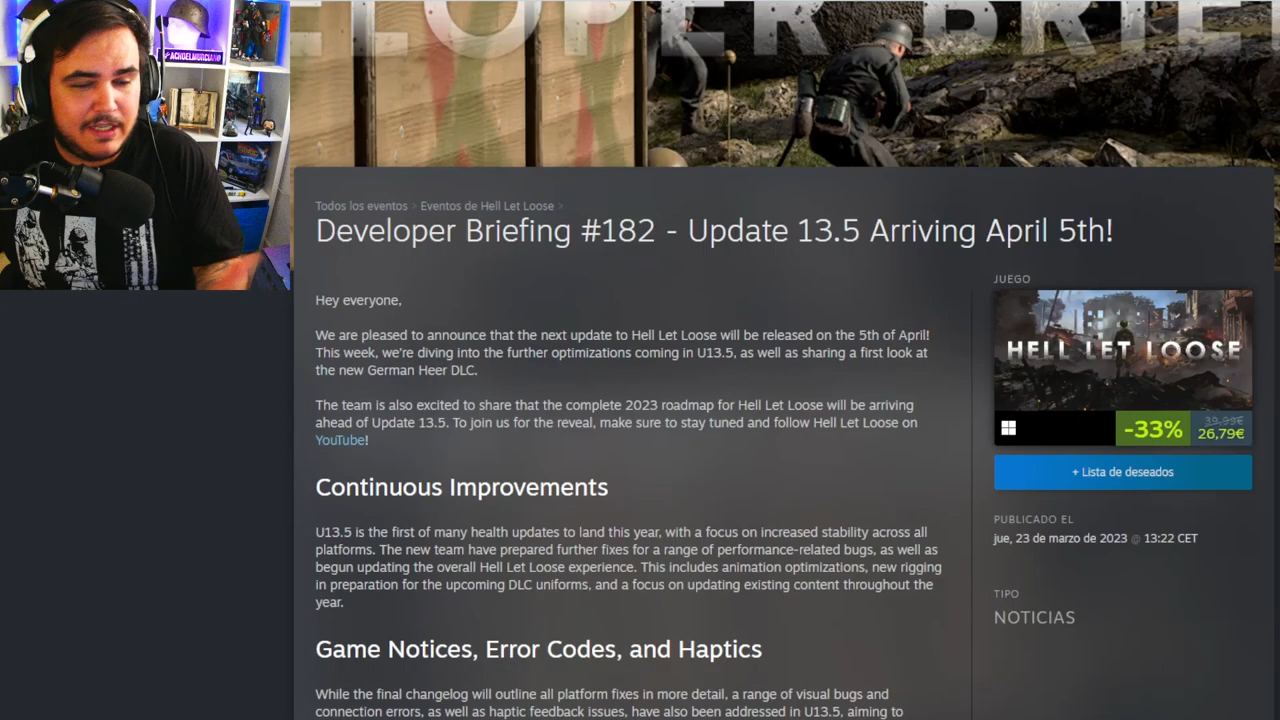 ELOPER BRIEF
@ACHOELMURCIANO
Todos los eventos > Eventos de Hell Let Loose >
Developer Briefing #182 - Update 13.5 Arriving April 5th!
Hey everyone,
We are pleased to announce that the next update to Hell Let Loose will be released on the 5th of April!
This week, we're diving into the further optimizations coming in U13.5, as well as sharing a first look at
the new German Heer DLC.
The team is also excited to share that the complete 2023 roadmap for Hell Let Loose will be arriving
ahead of Update 13.5. To join us for the reveal, make sure to stay tuned and follow Hell Let Loose on
YouTube!
Continuous Improvements
U13.5 is the first of many health updates to land this year, with a focus on increased stability across all
platforms. The new team have prepared further fixes for a range of performance-related bugs, as well as
begun updating the overall Hell Let Loose experience. This includes animation optimizations, new rigging
in preparation for the upcoming DLC uniforms, and a focus on updating existing content throughout the
year.
Game Notices, Error Codes, and Haptics
While the final changelog will outline all platform fixes in more detail, a range of visual bugs and
connection errors, as well as haptic feedback issues, have also been addressed in U13.5, aiming to
JUEGO
HELL LET LOOSE
-33%
39,99€
26,79€
+ Lista de deseados
PUBLICADO EL
jue, 23 de marzo de 2023 @ 13:22 CET
TIPO
NOTICIAS